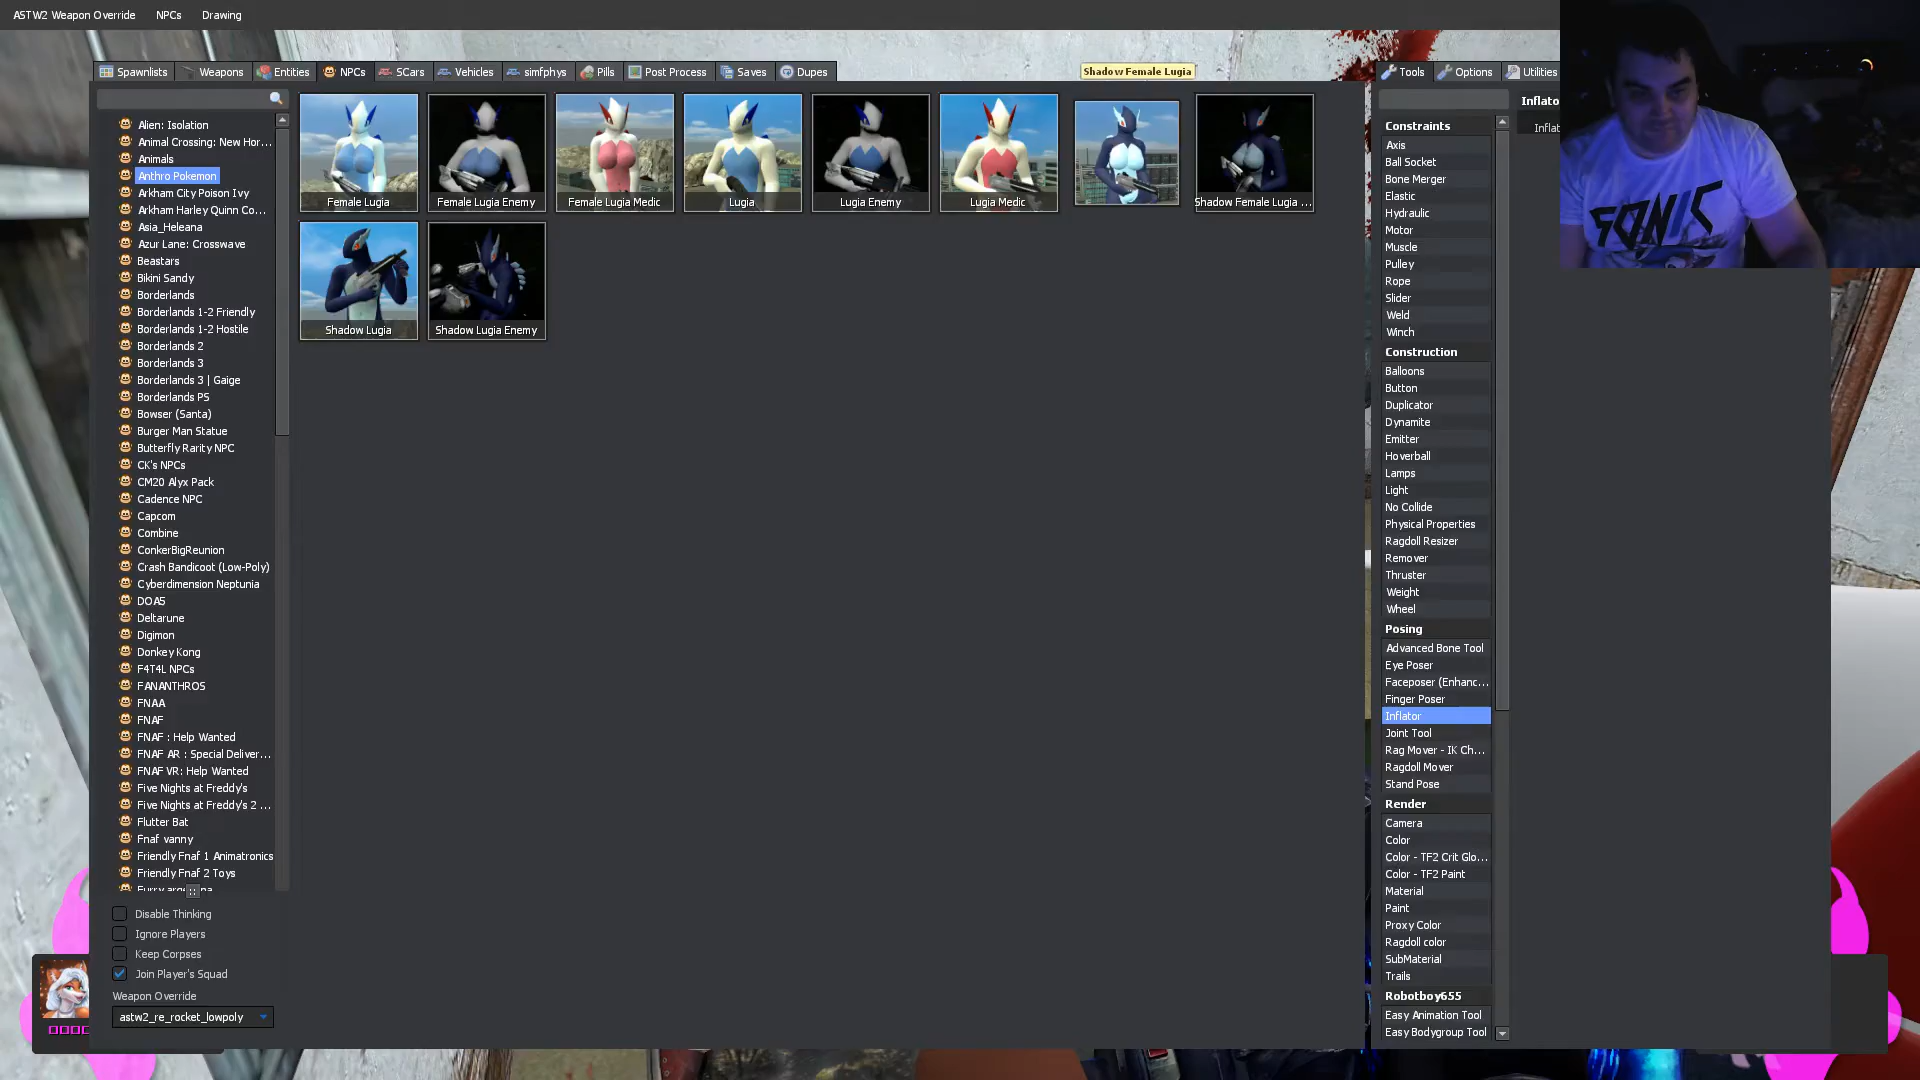 ASTW2 Weapon Override NPCs Drawing
Spawnlists Weapons Entities NPCs SCars Vehicles simfphys Pills Post Process Saves Dupes
Shadow Female Lugia
Tools Options Utilities
Alien: Isolation
Animal Crossing: New Hor...
Animals
Anthro Pokemon
Arkham City Poison Ivy
Arkham Harley Quinn Co...
Asia_Heleana
Azur Lane: Crosswave
Beastars
Bikini Sandy
Borderlands
Borderlands 1-2 Friendly
Borderlands 1-2 Hostile
Borderlands 2
Borderlands 3
Borderlands 3 | Gaige
Borderlands PS
Bowser (Santa)
Burger Man Statue
Butterfly Rarity NPC
CK's NPCs
CM20 Alyx Pack
Cadence NPC
Capcom
Combine
ConkerBigReunion
Crash Bandicoot (Low-Poly)
Cyberdimension Neptunia
DOA5
Deltarune
Digimon
Donkey Kong
F4T4L NPCs
FANANTHROS
FNAA
FNAF
FNAF : Help Wanted
FNAF AR : Special Deliver...
FNAF VR: Help Wanted
Five Nights at Freddy's
Five Nights at Freddy's 2 ...
Flutter Bat
Fnaf vanny
Friendly Fnaf 1 Animatronics
Friendly Fnaf 2 Toys
Disable Thinking
Ignore Players
Keep Corpses
Join Player's Squad
Weapon Override
astw2_re_rocket_lowpoly
Female Lugia
Female Lugia Enemy
Female Lugia Medic
Lugia
Lugia Enemy
Lugia Medic
Shadow Female Lugia ...
Shadow Lugia
Shadow Lugia Enemy
Constraints
Axis
Ball Socket
Bone Merger
Elastic
Hydraulic
Motor
Muscle
Pulley
Rope
Slider
Weld
Winch
Construction
Balloons
Button
Duplicator
Dynamite
Emitter
Hoverball
Lamps
Light
No Collide
Physical Properties
Ragdoll Resizer
Remover
Thruster
Weight
Wheel
Posing
Advanced Bone Tool
Eye Poser
Faceposer (Enhanc...
Finger Poser
Inflator
Joint Tool
Rag Mover - IK Ch...
Ragdoll Mover
Stand Pose
Render
Camera
Color
Color - TF2 Crit Glo...
Color - TF2 Paint
Material
Paint
Proxy Color
Ragdoll color
SubMaterial
Trails
Robotboy655
Easy Animation Tool
Easy Bodygroup Tool
Inflato
Inflat
SONIC